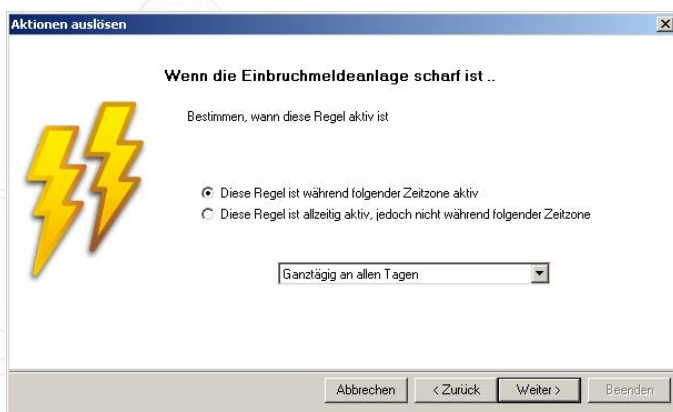 Aktionen auslösen
Wenn die Einbruchmeldeanlage scharf ist ..
Bestimmen, wann diese Regel aktiv ist
Diese Regel ist während folgender Zeitzone aktiv
Diese Regel ist allzeitig aktiv, jedoch nicht während folgender Zeitzone
Ganztägig an allen Tagen
Abbrechen
< Zurück
Weiter >
Beenden